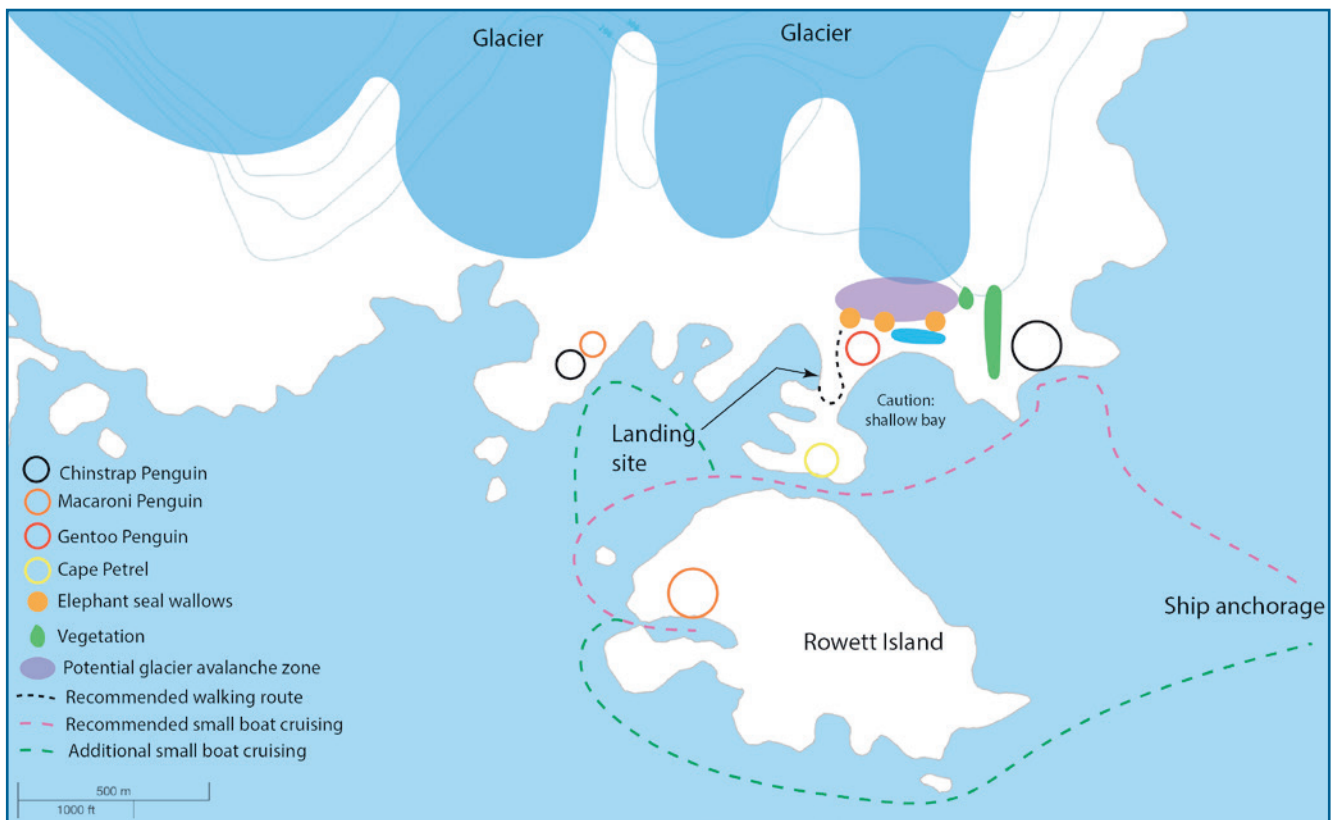 Glacier
Glacier
Caution:
shallow bay
Landing
site
Chinstrap Penguin
Macaroni Penguin
Gentoo Penguin
Cape Petrel
Elephant seal wallows
Vegetation
Potential glacier avalanche zone
Recommended walking route
Recommended small boat cruising
Additional small boat cruising
Ship anchorage
Rowett Island
500 m
1000 ft